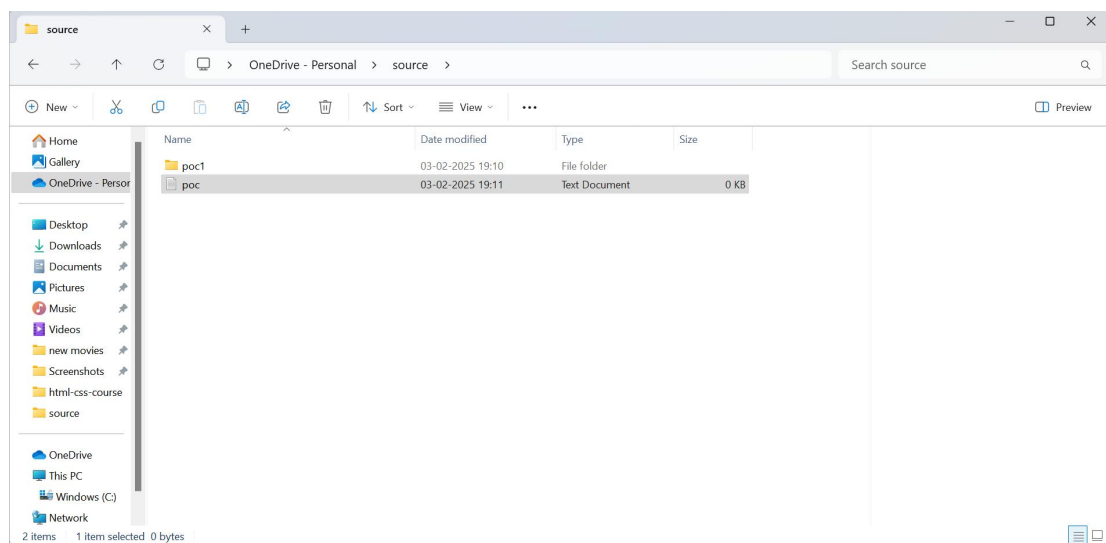 source
OneDrive - Personal > source >
Search source
New
Sort
View
Preview
Home
Gallery
OneDrive - Person
Desktop
Downloads
Documents
Pictures
Music
Videos
new movies
Screenshots
html-css-course
source
OneDrive
This PC
Windows (C:)
Network
Name Date modified Type Size
poc1 03-02-2025 19:10 File folder
poc 03-02-2025 19:11 Text Document 0 KB
2 items 1 item selected 0 bytes